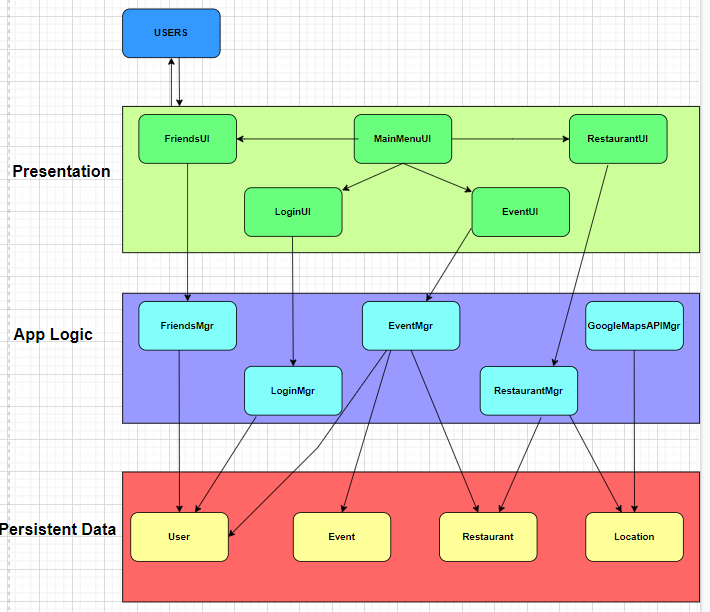 USERS
FriendsUI
MainMenuUI
RestaurantUI
Presentation
LoginUI
EventUI
FriendsMgr
EventMgr
GoogleMapsAPIMgr
App Logic
LoginMgr
RestaurantMgr
Persistent Data
User
Event
Restaurant
Location